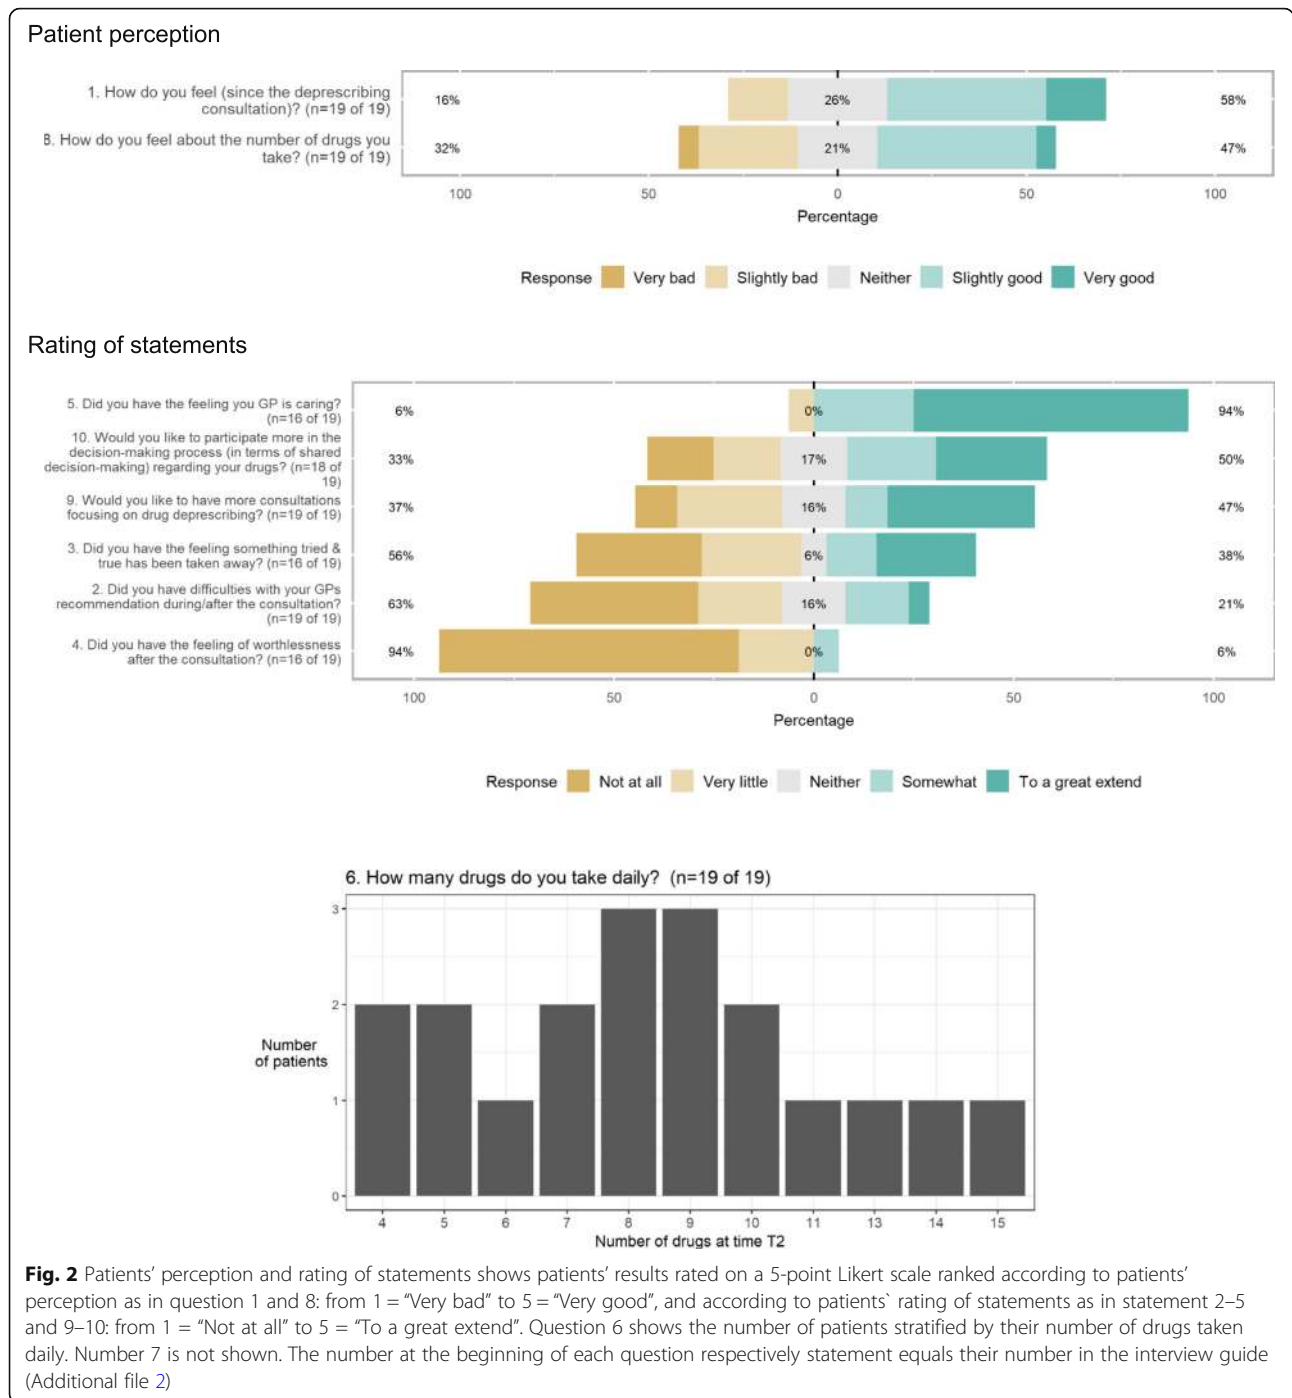 Patient perception
1. How do you feel (since the deprescribing
consultation)? (n=19 of 19)
16%
26%
58%
8. How do you feel about the number of drugs you
take? (n=19 of 19)
32%
21%
47%
100 50 0 50 100
Percentage
Response Very bad Slightly bad Neither Slightly good Very good
Rating of statements
5. Did you have the feeling you GP is caring?
(n=16 of 19)
6%
0%
94%
10. Would you like to participate more in the
decision-making process (in terms of shared
decision-making) regarding your drugs? (n=18 of
19)
33%
17%
50%
9. Would you like to have more consultations
focusing on drug deprescribing? (n=19 of 19)
37%
16%
47%
3. Did you have the feeling something tried &
true has been taken away? (n=16 of 19)
56%
6%
38%
2. Did you have difficulties with your GPs
recommendation during/after the consultation?
(n=19 of 19)
63%
16%
21%
4. Did you have the feeling of worthlessness
after the consultation? (n=16 of 19)
94%
0%
6%
100 50 0 50 100
Percentage
Response Not at all Very little Neither Somewhat To a great extend
6. How many drugs do you take daily? (n=19 of 19)
3
2
1
0
Number
of patients
4 5 6 7 8 9 10 11 13 14 15
Number of drugs at time T2
Fig. 2 Patients' perception and rating of statements shows patients' results rated on a 5-point Likert scale ranked according to patients'
perception as in question 1 and 8: from 1 = "Very bad" to 5 = "Very good", and according to patients` rating of statements as in statement 2–5
and 9–10: from 1 = "Not at all" to 5 = "To a great extend". Question 6 shows the number of patients stratified by their number of drugs taken
daily. Number 7 is not shown. The number at the beginning of each question respectively statement equals their number in the interview guide
(Additional file 2)